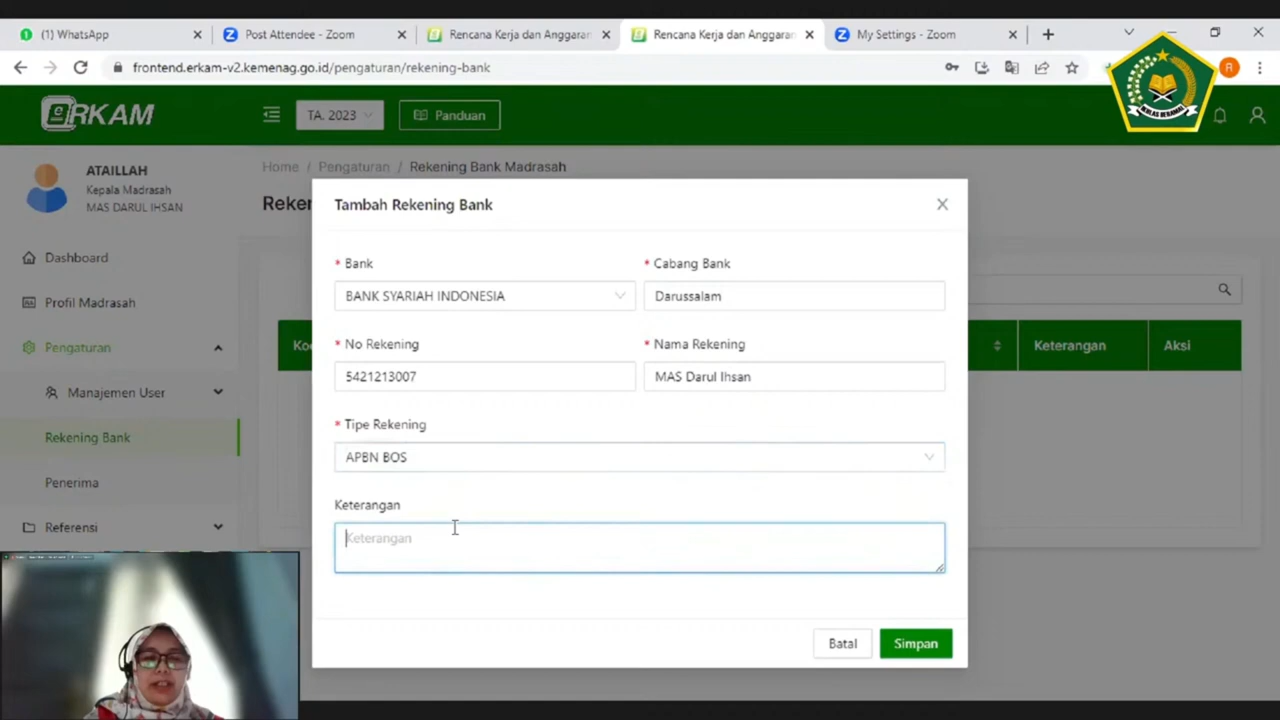 (1) WhatsApp
Post Attendee - Zoom
Rencana Kerja dan Anggaran
Rencana Kerja dan Anggaran
My Settings - Zoom
frontend.erkam-v2.kemenag.go.id/pengaturan/rekening-bank
A
eRKAM
TA. 2023
Panduan
IKHLAS BERAMAL
ATAILLAH
Kepala Madrasah
MAS DARUL IHSAN
Home / Pengaturan / Rekening Bank Madrasah
Reker
Dashboard
Profil Madrasah
Pengaturan
Manajemen User
Rekening Bank
Penerima
Referensi
Tambah Rekening Bank
* Bank
* Cabang Bank
BANK SYARIAH INDONESIA
Darussalam
* No Rekening
* Nama Rekening
5421213007
MAS Darul Ihsan
* Tipe Rekening
APBN BOS
Keterangan
Keterangan
Batal
Simpan
Ko
Keterangan
Aksi